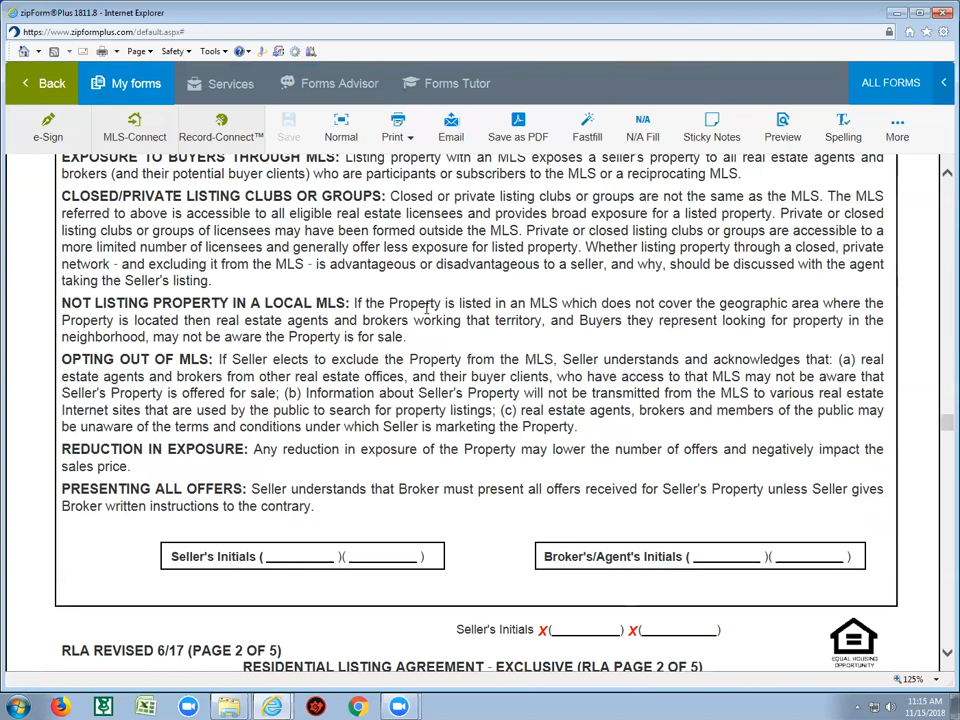 zipForm®Plus 1811.8 - Internet Explorer
https://www.zipformplus.com/default.aspx#
Page Safety Tools
Back My forms Services Forms Advisor Forms Tutor ALL FORMS
e-Sign MLS-Connect Record-Connect™ Save Normal Print Email Save as PDF Fastfill N/A N/A Fill Sticky Notes Preview Spelling More
EXPOSURE TO BUYERS THROUGH MLS: Listing property with an MLS exposes a seller's property to all real estate agents and
brokers (and their potential buyer clients) who are participants or subscribers to the MLS or a reciprocating MLS.
CLOSED/PRIVATE LISTING CLUBS OR GROUPS: Closed or private listing clubs or groups are not the same as the MLS. The MLS
referred to above is accessible to all eligible real estate licensees and provides broad exposure for a listed property. Private or closed
listing clubs or groups of licensees may have been formed outside the MLS. Private or closed listing clubs or groups are accessible to a
more limited number of licensees and generally offer less exposure for listed property. Whether listing property through a closed, private
network - and excluding it from the MLS - is advantageous or disadvantageous to a seller, and why, should be discussed with the agent
taking the Seller's listing.
NOT LISTING PROPERTY IN A LOCAL MLS: If the Property is listed in an MLS which does not cover the geographic area where the
Property is located then real estate agents and brokers working that territory, and Buyers they represent looking for property in the
neighborhood, may not be aware the Property is for sale.
OPTING OUT OF MLS: If Seller elects to exclude the Property from the MLS, Seller understands and acknowledges that: (a) real
estate agents and brokers from other real estate offices, and their buyer clients, who have access to that MLS may not be aware that
Seller's Property is offered for sale; (b) Information about Seller's Property will not be transmitted from the MLS to various real estate
Internet sites that are used by the public to search for property listings; (c) real estate agents, brokers and members of the public may
be unaware of the terms and conditions under which Seller is marketing the Property.
REDUCTION IN EXPOSURE: Any reduction in exposure of the Property may lower the number of offers and negatively impact the
sales price.
PRESENTING ALL OFFERS: Seller understands that Broker must present all offers received for Seller's Property unless Seller gives
Broker written instructions to the contrary.
Seller's Initials ( ________ )( ________ ) Broker's/Agent's Initials ( ________ )( ________ )
Seller's Initials X(________) X(________)
RLA REVISED 6/17 (PAGE 2 OF 5)
EQUAL HOUSING
OPPORTUNITY
RESIDENTIAL LISTING AGREEMENT - EXCLUSIVE (RLA PAGE 2 OF 5)
125%
11:15 AM
11/15/2018